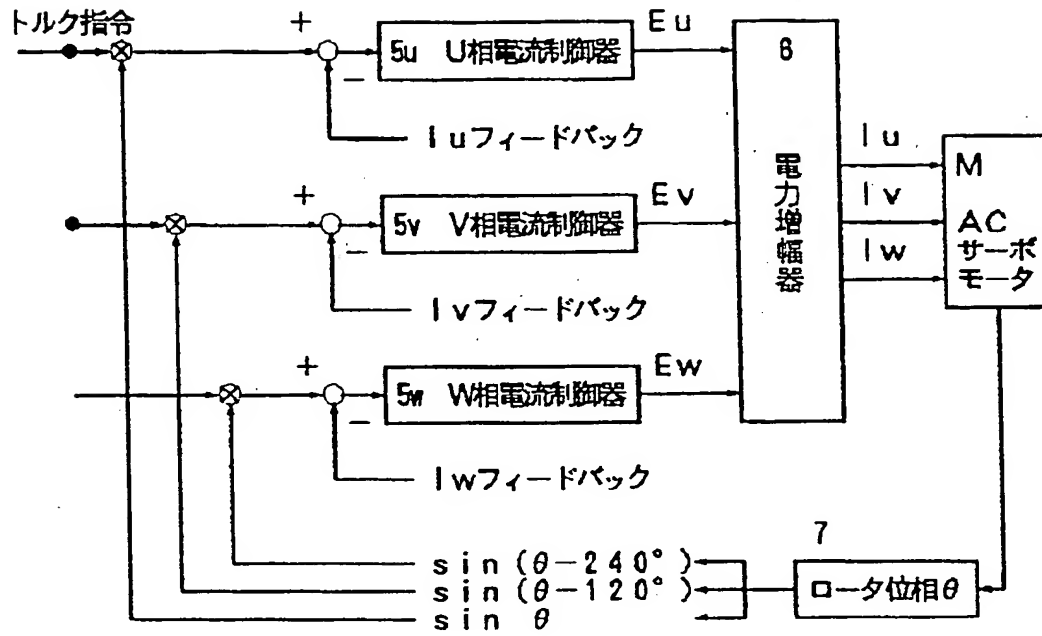 トルク指令
+
5u U相電流制御器
Eu
−
Iuフィードバック
6
電力増幅器
Iu
Iv
Iw
M
ACサーボモータ
+
5v V相電流制御器
Ev
−
Ivフィードバック
+
5w W相電流制御器
Ew
−
Iwフィードバック
sin(θ−240°)
sin(θ−120°)
sin θ
7
ロータ位相θ